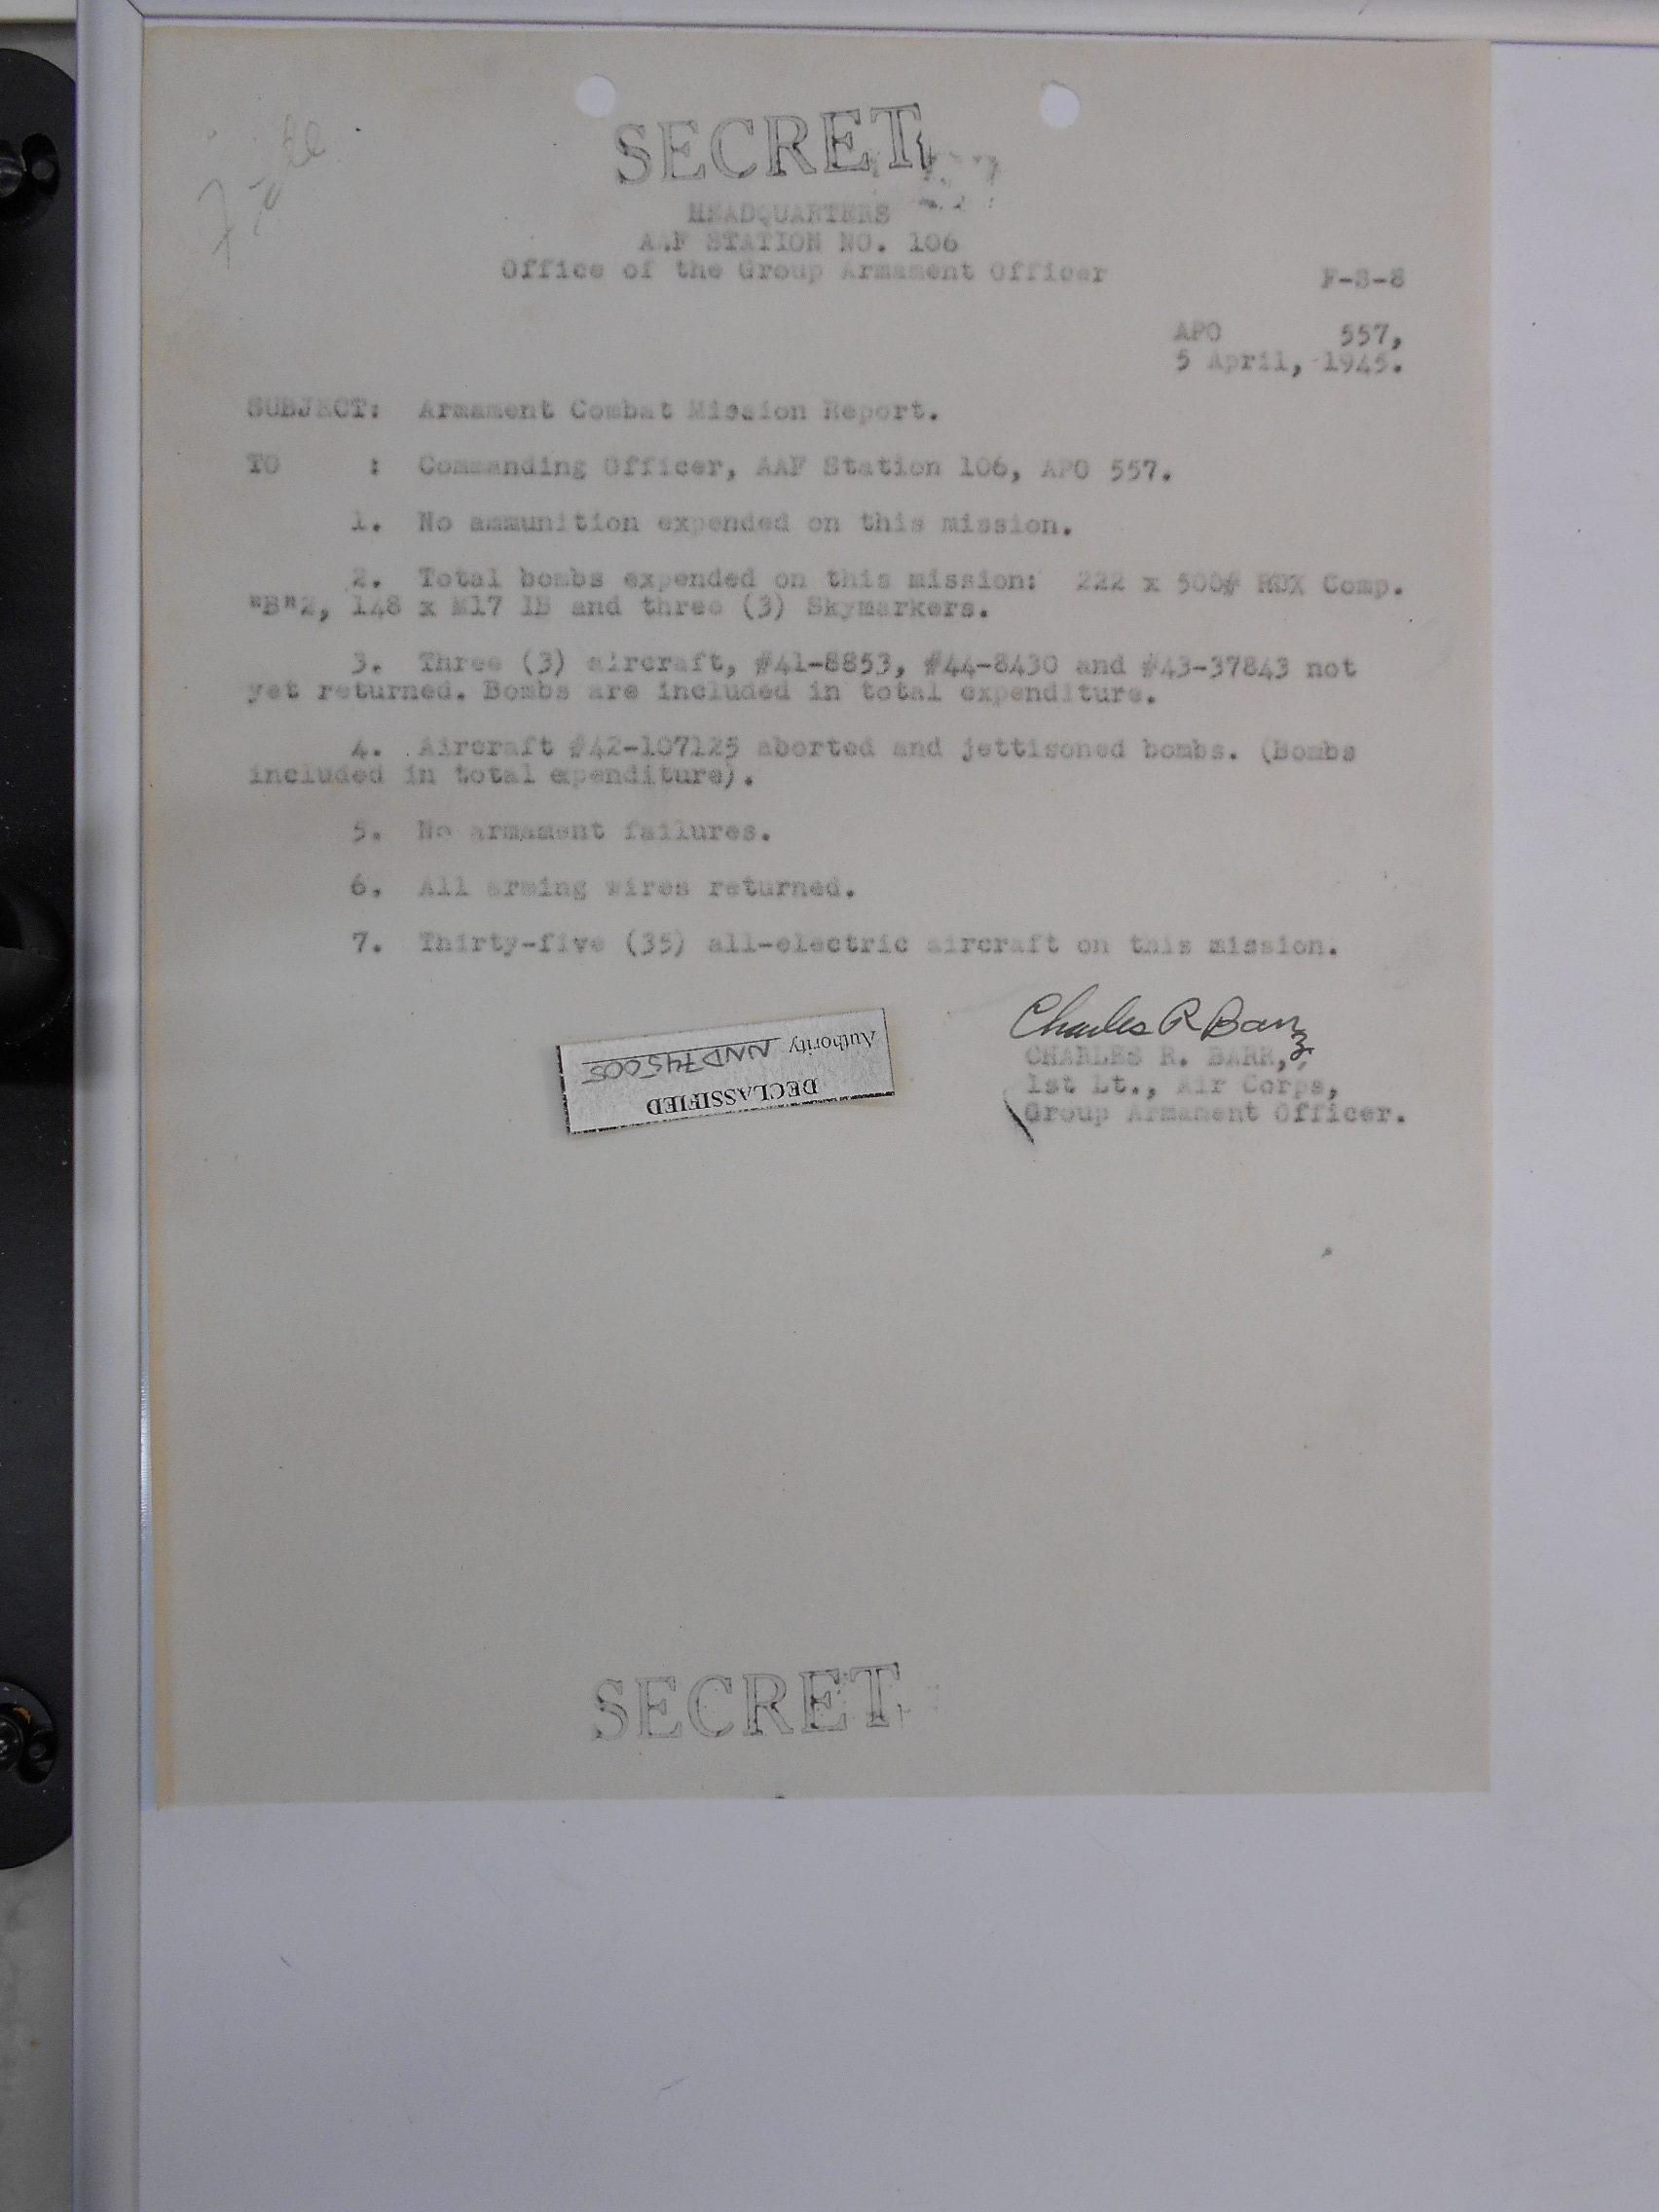 File
SECRET
HEADQUARTERS
AAF STATION NO. 106
Office of the Group Armament Officer
F-S-8
APO 557,
5 April, 1945.
SUBJECT: Armament Combat Mission Report.
TO : Commanding Officer, AAF Station 106, APO 557.
1. No ammunition expended on this mission.
2. Total bombs expended on this mission: 222 x 500# RDX Comp.
"B"2, 148 x M17 IB and three (3) Skymarkers.
3. Three (3) aircraft, #41-8853, #44-8430 and #43-37843 not
yet returned. Bombs are included in total expenditure.
4. Aircraft #42-107125 aborted and jettisoned bombs. (Bombs
included in total expenditure).
5. No armament failures.
6. All arming wires returned.
7. Thirty-five (35) all-electric aircraft on this mission.
Charles R Barr
CHARLES R. BARR,
1st Lt., Air Corps,
Group Armament Officer.
DECLASSIFIED
Authority NND745005
SECRET